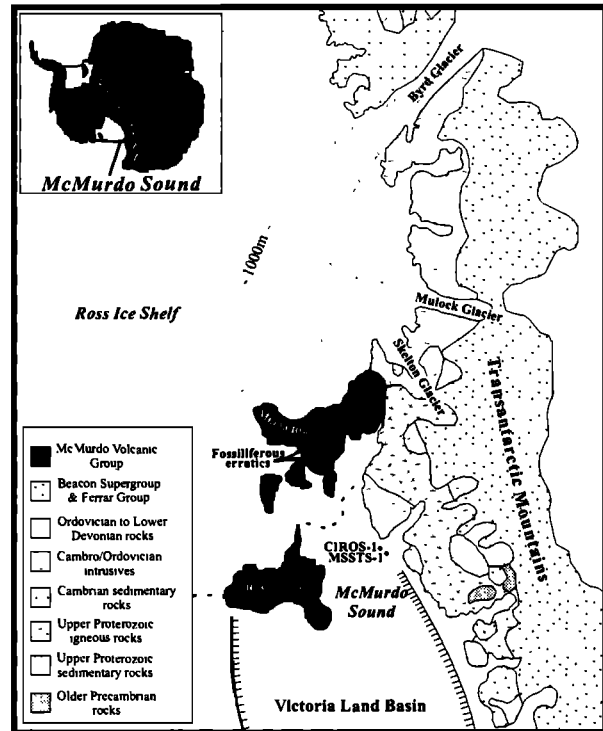 McMurdo Sound
Byrd Glacier
1000m
Ross Ice Shelf
Mulock Glacier
Skelton Glacier
Transantarctic Mountains
Fossiliferous
erratics
CIROS-1
MSSTS-1
McMurdo
Sound
Victoria Land Basin
McMurdo Volcanic
Group
Beacon Supergroup
& Ferrar Group
Ordovician to Lower
Devonian rocks
Cambro/Ordovician
intrusives
Cambrian sedimentary
rocks
Upper Proterozoic
igneous rocks
Upper Proterozoic
sedimentary rocks
Older Precambrian
rocks